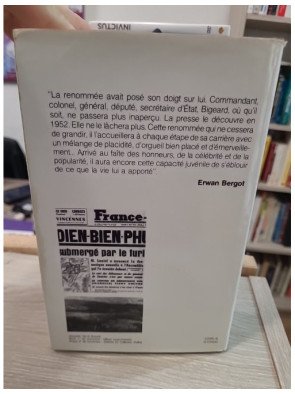 INVICTUS
"La renommée avait posé son doigt sur lui. Commandant,
colonel, général, député, secrétaire d'État, Bigeard, où qu'il
soit, ne passera plus inaperçu. La presse le découvre en
1952. Elle ne le lâchera plus. Cette renommée qui ne cessera
de grandir, il l'accueillera à chaque étape de sa carrière avec
un mélange de placidité, d'orgueil bien placé et d'émerveille-
ment. Arrivé au faîte des honneurs, de la célébrité et de la
popularité, il aura encore cette capacité juvénile de s'éblouir
de ce que la vie lui a apporté".
Erwan Bergot
VINCENNES
France-
DIEN-BIEN-PHU
submergé par le